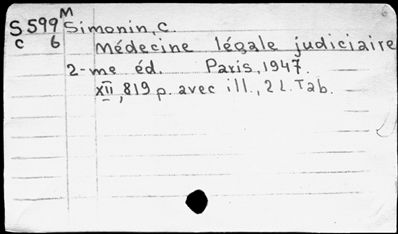 M
S 599 Simonin, C.
c 6 Médecine légale judiciaire
2-me éd. Paris, 1947.
XII, 819 p. avec ill., 2 l. Tab.